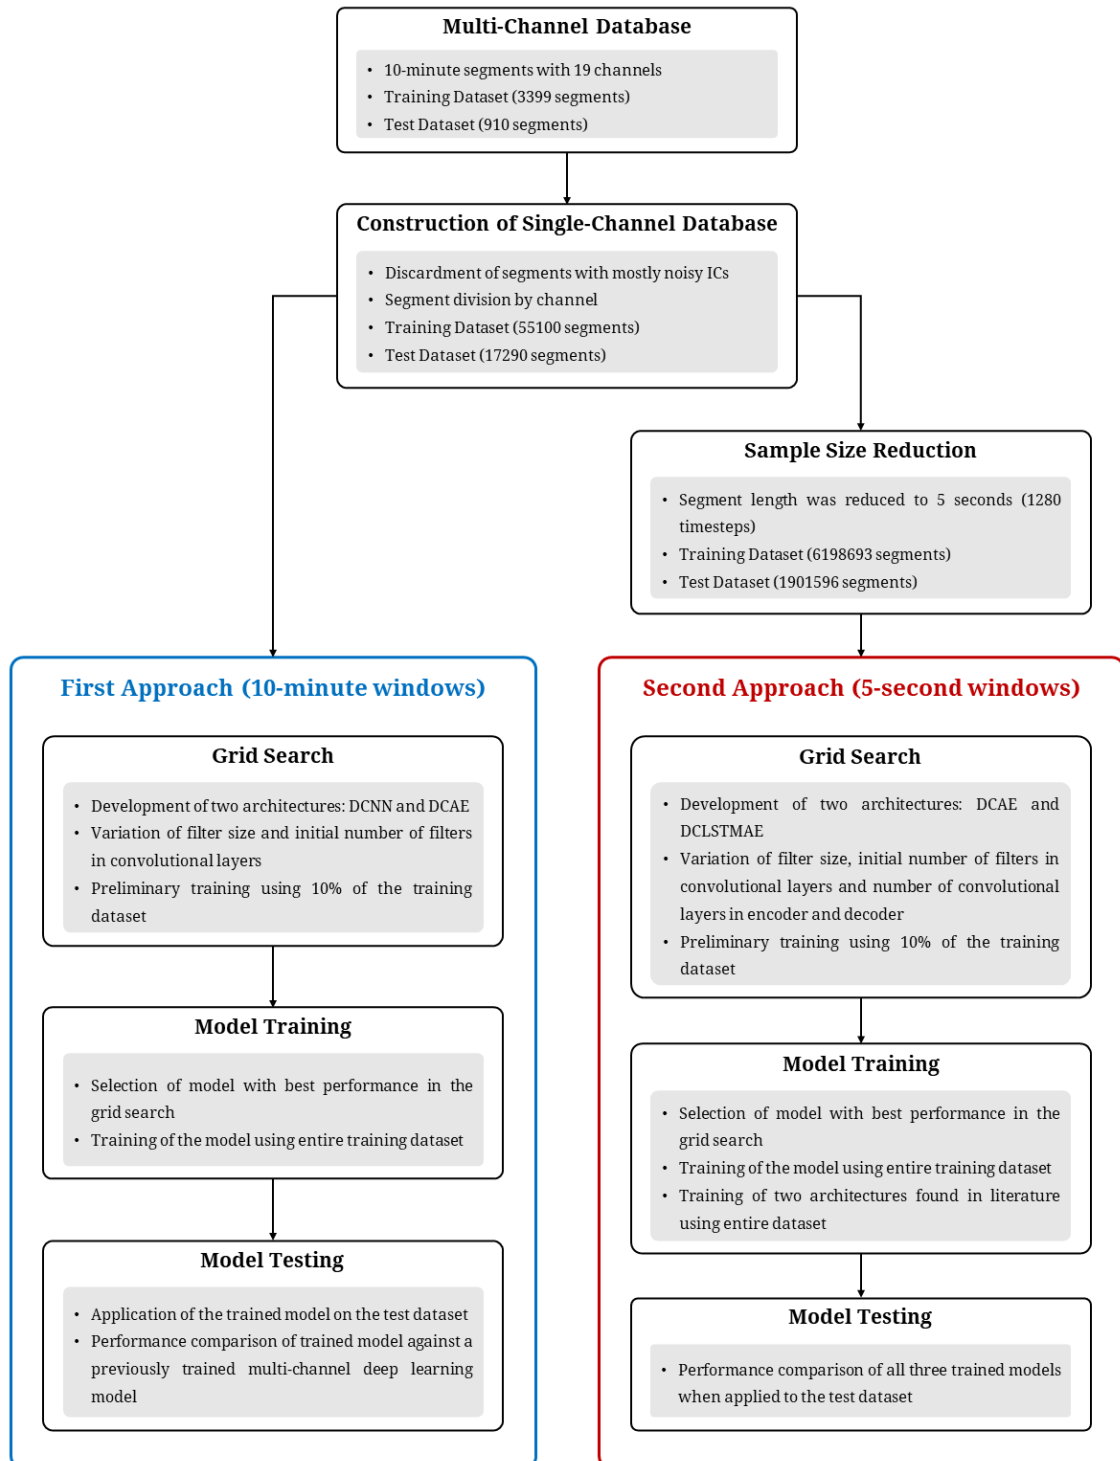 Multi-Channel Database
• 10-minute segments with 19 channels
• Training Dataset (3399 segments)
• Test Dataset (910 segments)
Construction of Single-Channel Database
• Discardment of segments with mostly noisy ICs
• Segment division by channel
• Training Dataset (55100 segments)
• Test Dataset (17290 segments)
Sample Size Reduction
• Segment length was reduced to 5 seconds (1280
timesteps)
• Training Dataset (6198693 segments)
• Test Dataset (1901596 segments)
First Approach (10-minute windows)
Grid Search
• Development of two architectures: DCNN and DCAE
• Variation of filter size and initial number of filters
in convolutional layers
• Preliminary training using 10% of the training
dataset
Model Training
• Selection of model with best performance in the
grid search
• Training of the model using entire training dataset
Model Testing
• Application of the trained model on the test dataset
• Performance comparison of trained model against a
previously trained multi-channel deep learning
model
Second Approach (5-second windows)
Grid Search
• Development of two architectures: DCAE and
DCLSTMAE
• Variation of filter size, initial number of filters in
convolutional layers and number of convolutional
layers in encoder and decoder
• Preliminary training using 10% of the training
dataset
Model Training
• Selection of model with best performance in the
grid search
• Training of the model using entire training dataset
• Training of two architectures found in literature
using entire dataset
Model Testing
• Performance comparison of all three trained models
when applied to the test dataset